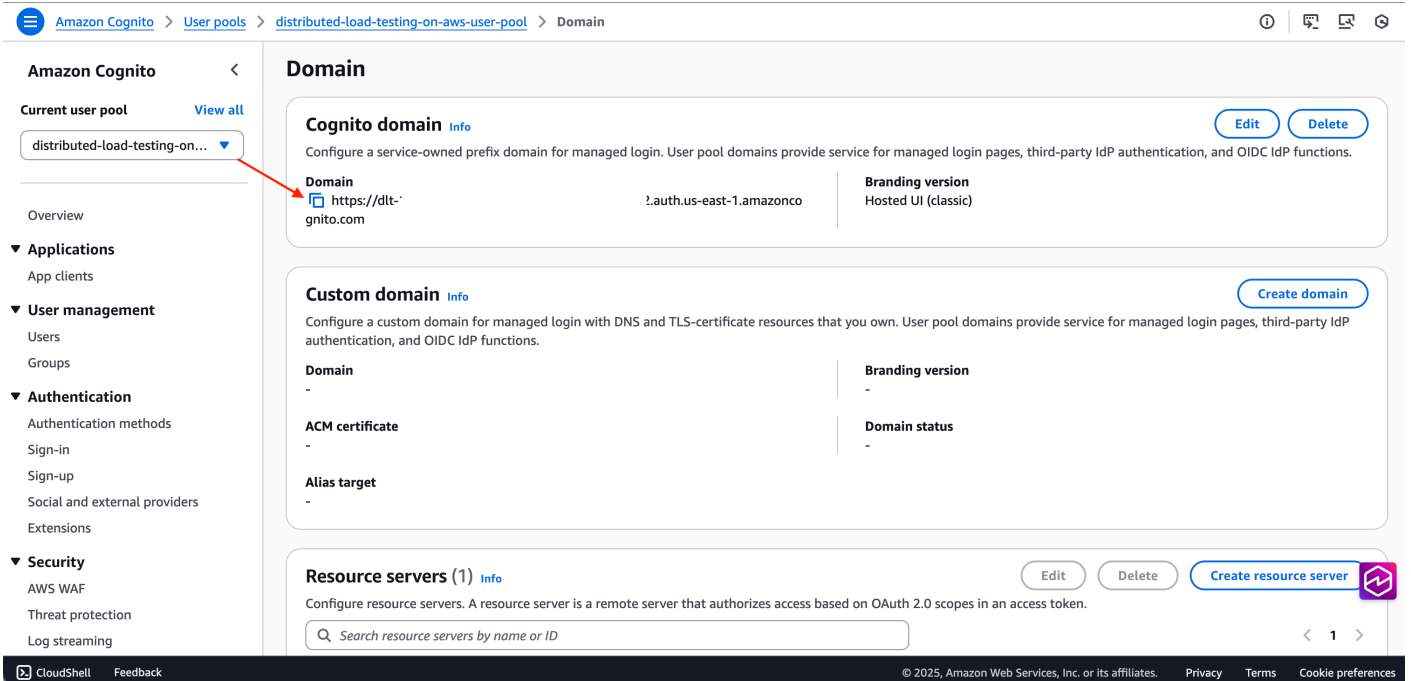 Amazon Cognito > User pools > distributed-load-testing-on-aws-user-pool > Domain
Amazon Cognito
Current user pool View all
distributed-load-testing-on...
Overview
Applications
App clients
User management
Users
Groups
Authentication
Authentication methods
Sign-in
Sign-up
Social and external providers
Extensions
Security
AWS WAF
Threat protection
Log streaming
Domain
Cognito domain Info Edit Delete
Configure a service-owned prefix domain for managed login. User pool domains provide service for managed login pages, third-party IdP authentication, and OIDC IdP functions.
Domain
https://dlt- .auth.us-east-1.amazonco
gnito.com
Branding version
Hosted UI (classic)
Custom domain Info Create domain
Configure a custom domain for managed login with DNS and TLS-certificate resources that you own. User pool domains provide service for managed login pages, third-party IdP
authentication, and OIDC IdP functions.
Domain
-
Branding version
-
ACM certificate
-
Domain status
-
Alias target
-
Resource servers (1) Info Edit Delete Create resource server
Configure resource servers. A resource server is a remote server that authorizes access based on OAuth 2.0 scopes in an access token.
Search resource servers by name or ID
< 1 >
CloudShell Feedback © 2025, Amazon Web Services, Inc. or its affiliates. Privacy Terms Cookie preferences